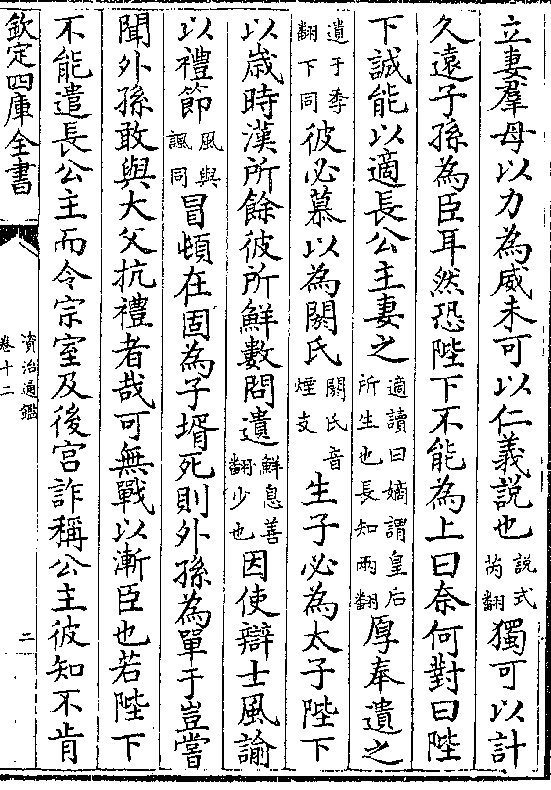 立妻羣母以力為威未可以仁義說也說式芮翻獨可以計
久遠子孫為臣耳然恐陛下不能為上曰奈何對曰陛
下誠能以適長公主妻之適讀曰嫡謂皇后所生也長知兩翻厚奉遺之
遺于季翻下同彼必慕以為閼氏閼氏音煙支生子必為太子陛下
以歲時漢所餘彼所鮮數問遺鮮息善翻少也因使辯士風諭
以禮節風與諷同冒頓在固為子壻死則外孫為單于豈嘗
聞外孫敢與大父抗禮者哉可無戰以漸臣也若陛下
不能遣長公主而令宗室及後宮詐稱公主彼知不肯
欽定四庫全書
資治通鑑
卷十二
二